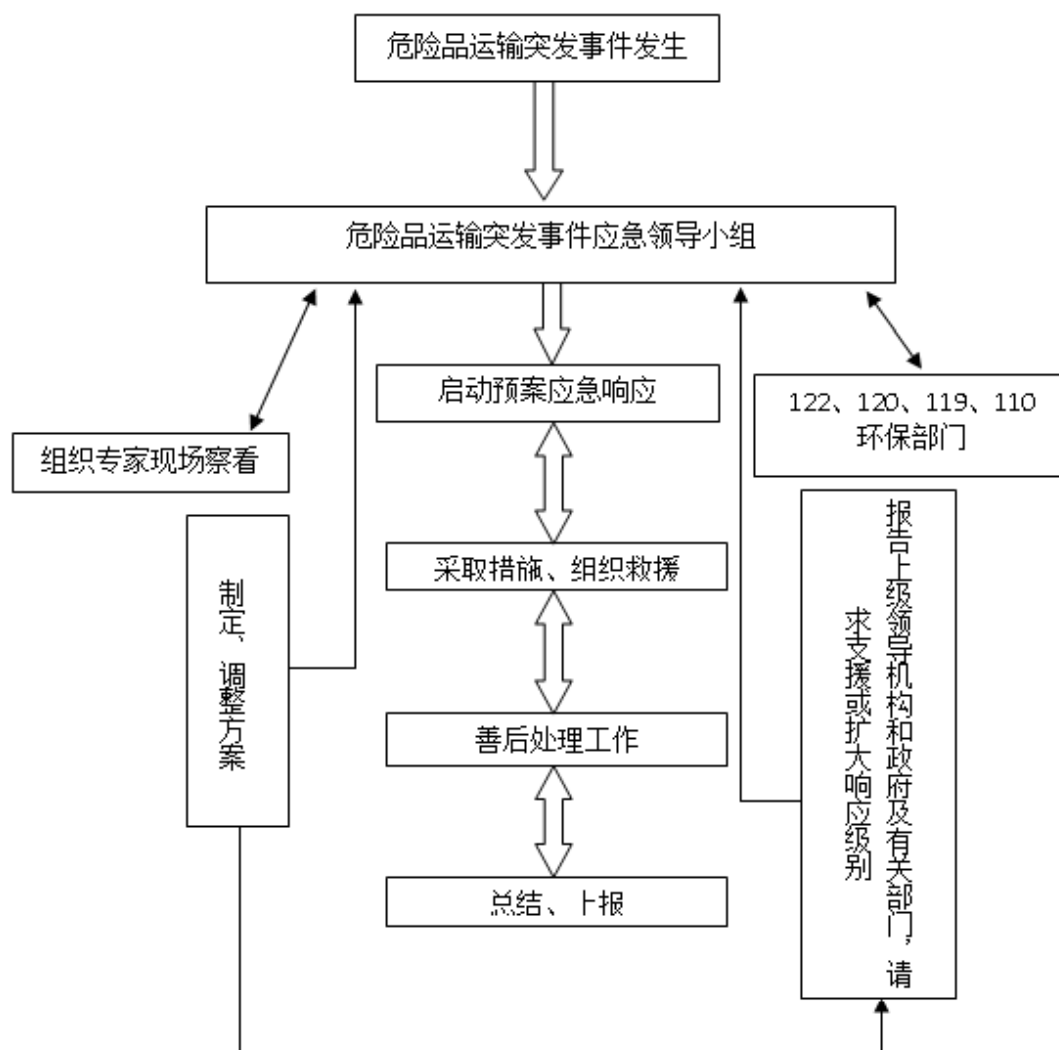 危险品运输突发事件发生
危险品运输突发事件应急领导小组
启动预案应急响应
122、120、119、110
环保部门
组织专家现场察看
采取措施、组织救援
制定、调整方案
报告上级领导机构和政府及有关部门，请
求支援或扩大响应级别
善后处理工作
总结、上报